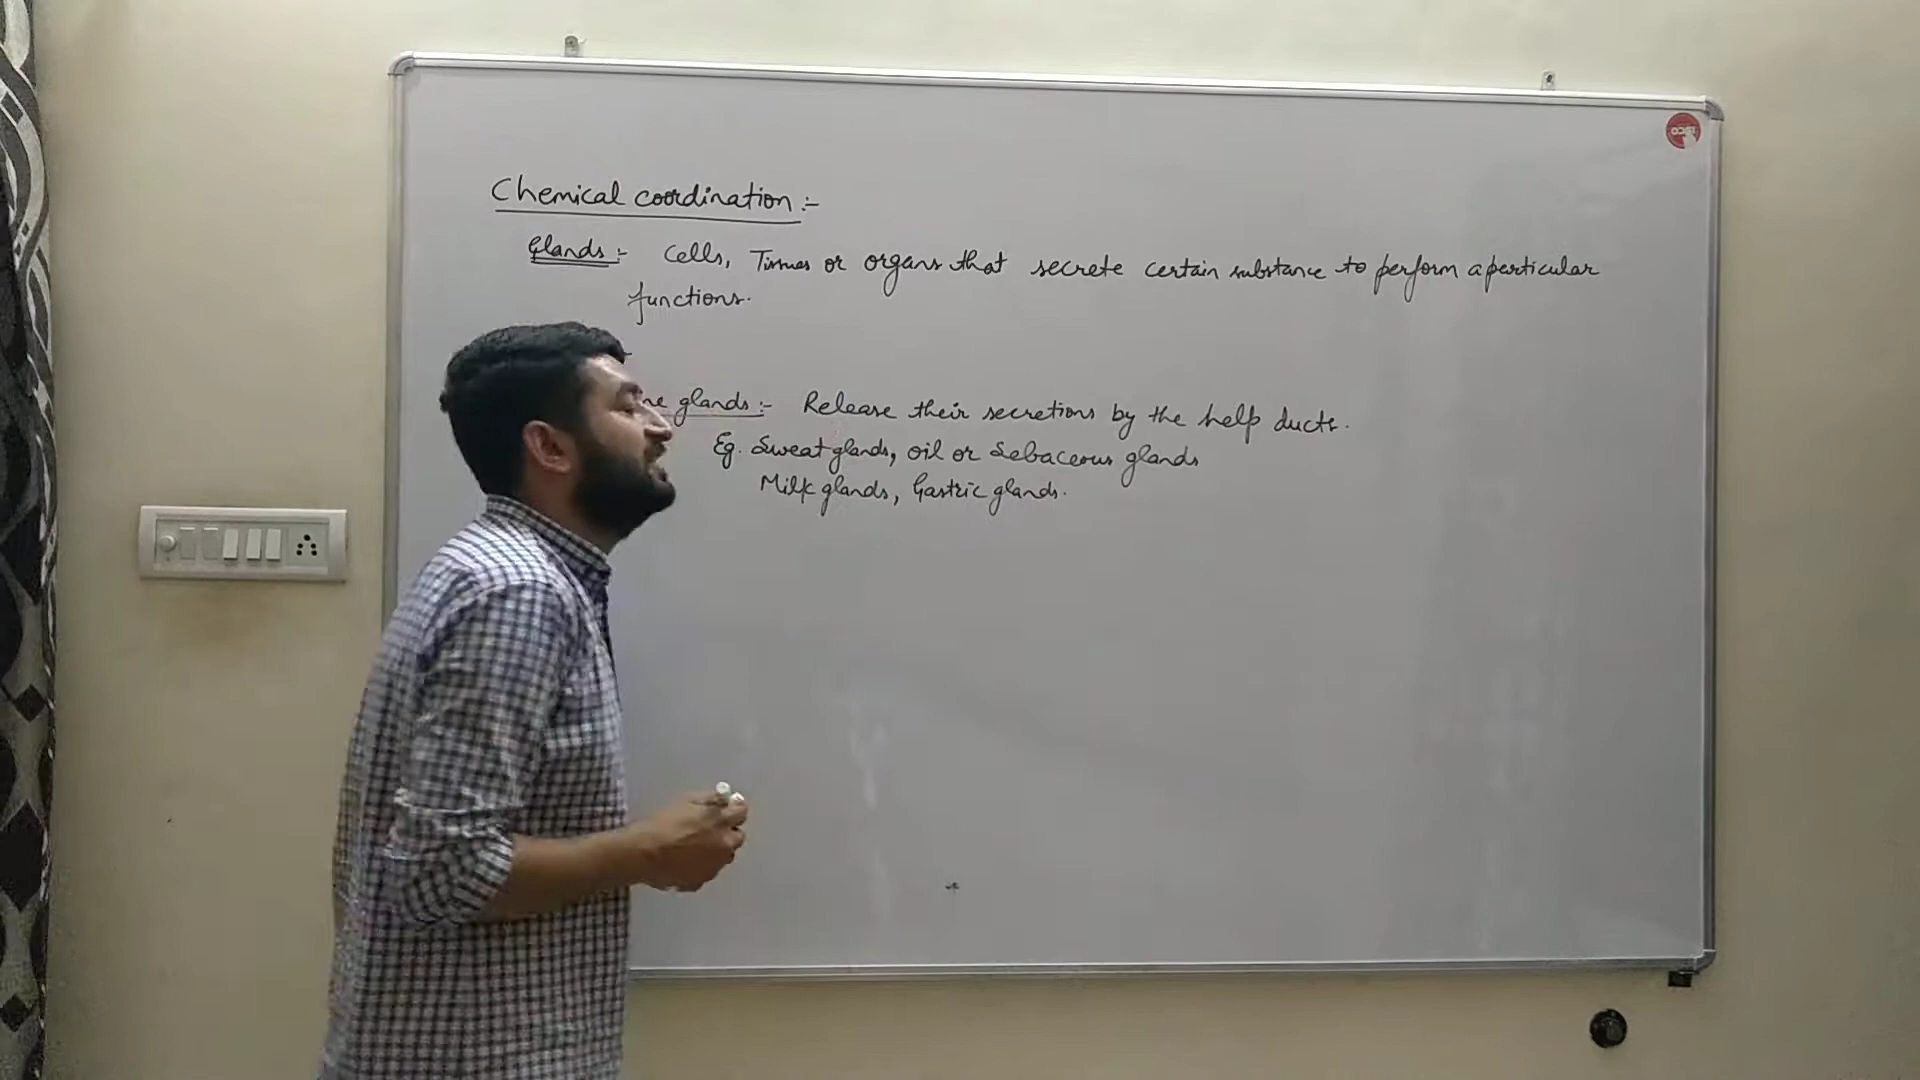 Chemical coordination :-
Glands :- Cells, Tissues or organs that secrete certain substance to perform a perticular
functions.
glands :- Release their secretions by the help ducts.
Eg. Sweat glands, oil or Sebaceous glands
Milk glands, Gastric glands.